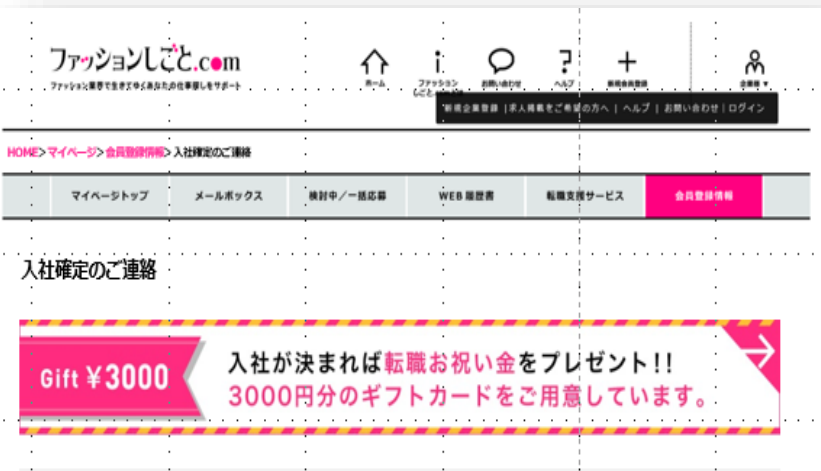 ファッションしごと.com
ファッション業界で生きてゆくあなたの仕事探しをサポート
ホーム
ファッション
お問い合わせ
ヘルプ
新規会員登録
企業様 ▼
新規企業登録 |求人掲載をご希望の方へ | ヘルプ | お問い合わせ | ログイン
HOME> マイページ> 会員登録情報> 入社確定のご連絡
マイページトップ メールボックス 検討中／一括応募 WEB 履歴書 転職支援サービス 会員登録情報
入社確定のご連絡
Gift ¥3000
入社が決まれば転職お祝い金をプレゼント!!
3000円分のギフトカードをご用意しています。